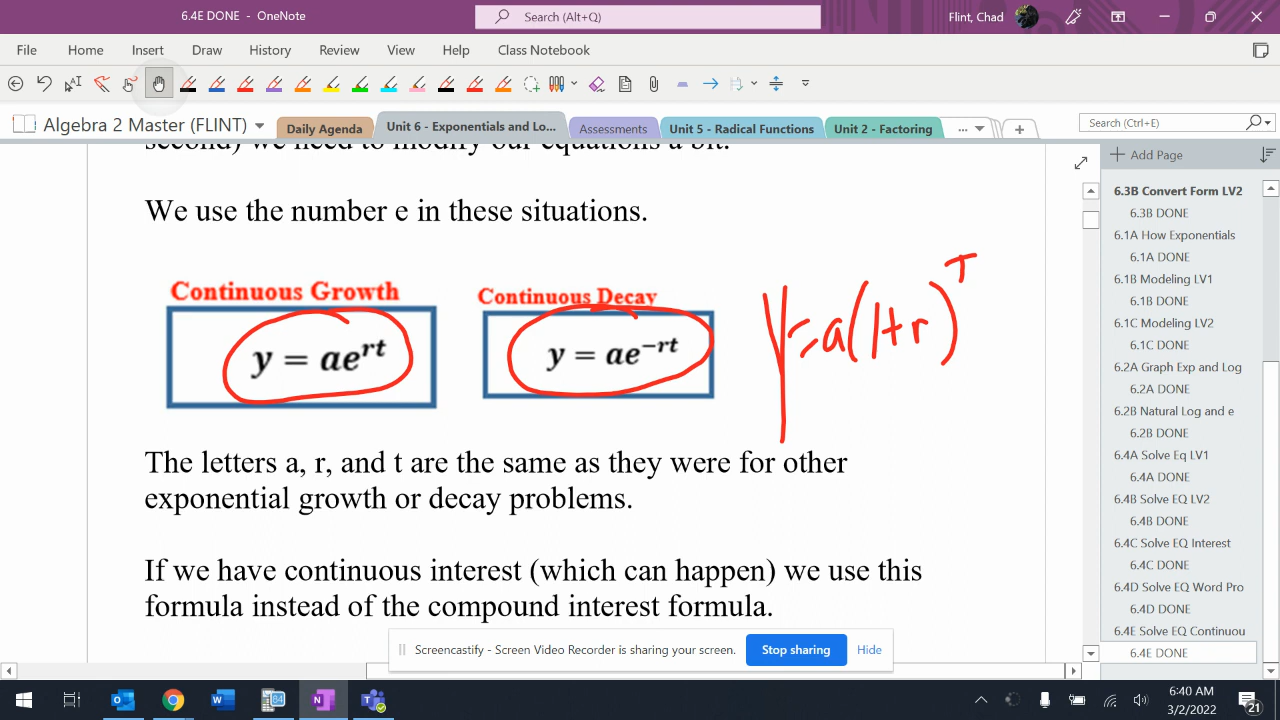 6.4E DONE - OneNote
Search (Alt+Q)
Flint, Chad
File Home Insert Draw History Review View Help Class Notebook
Algebra 2 Master (FLINT)
Daily Agenda
Unit 6 - Exponentials and Lo...
Assessments
Unit 5 - Radical Functions
Unit 2 - Factoring
...
Search (Ctrl+E)
second) we need to modify our equations a bit.
We use the number e in these situations.
Continuous Growth
y = ae^{rt}
Continuous Decay
y = ae^{-rt}
y = a(1+r)^T
The letters a, r, and t are the same as they were for other
exponential growth or decay problems.
If we have continuous interest (which can happen) we use this
formula instead of the compound interest formula.
Add Page
6.3B Convert Form LV2
6.3B DONE
6.1A How Exponentials
6.1A DONE
6.1B Modeling LV1
6.1B DONE
6.1C Modeling LV2
6.1C DONE
6.2A Graph Exp and Log
6.2A DONE
6.2B Natural Log and e
6.2B DONE
6.4A Solve Eq LV1
6.4A DONE
6.4B Solve EQ LV2
6.4B DONE
6.4C Solve EQ Interest
6.4C DONE
6.4D Solve EQ Word Pro
6.4D DONE
6.4E Solve EQ Continuou
6.4E DONE
Screencastify - Screen Video Recorder is sharing your screen.
Stop sharing
Hide
6:40 AM
3/2/2022
21